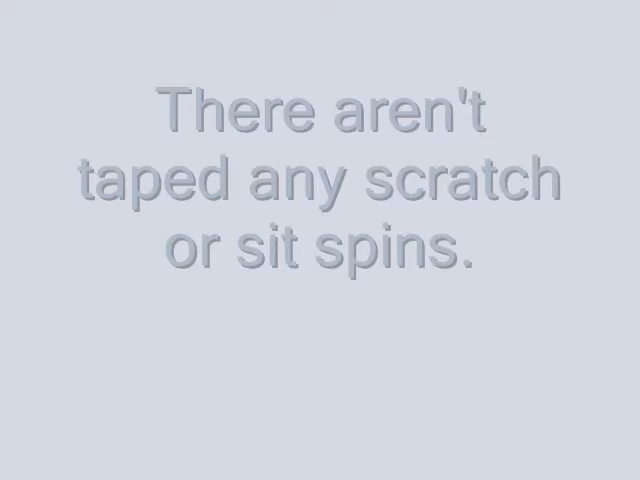 There aren't
taped any scratch
or sit spins.